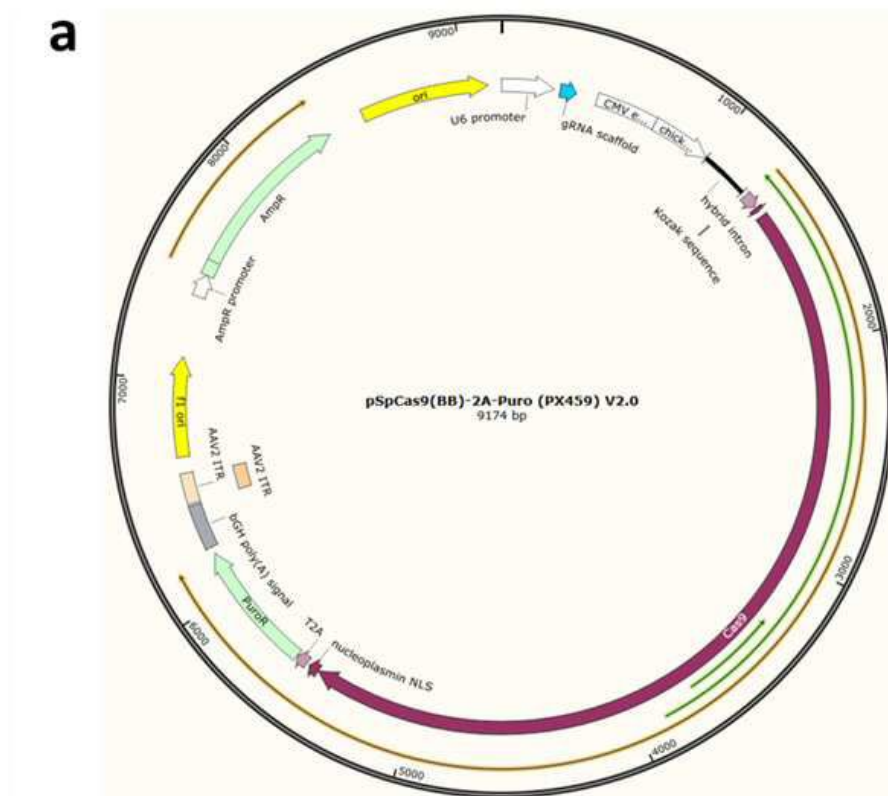 a
9000
ori
U6 promoter
gRNA scaffold
CMV e...
chick...
1000
hybrid intron
Kozak sequence
2000
8000
AmpR
AmpR promoter
7000
f1 ori
AAV2 ITR
AAV2 ITR
bGH poly(A) signal
PuroR
T2A
nucleoplasmin NLS
6000
pSpCas9(BB)-2A-Puro (PX459) V2.0
9174 bp
Cas9
3000
4000
5000